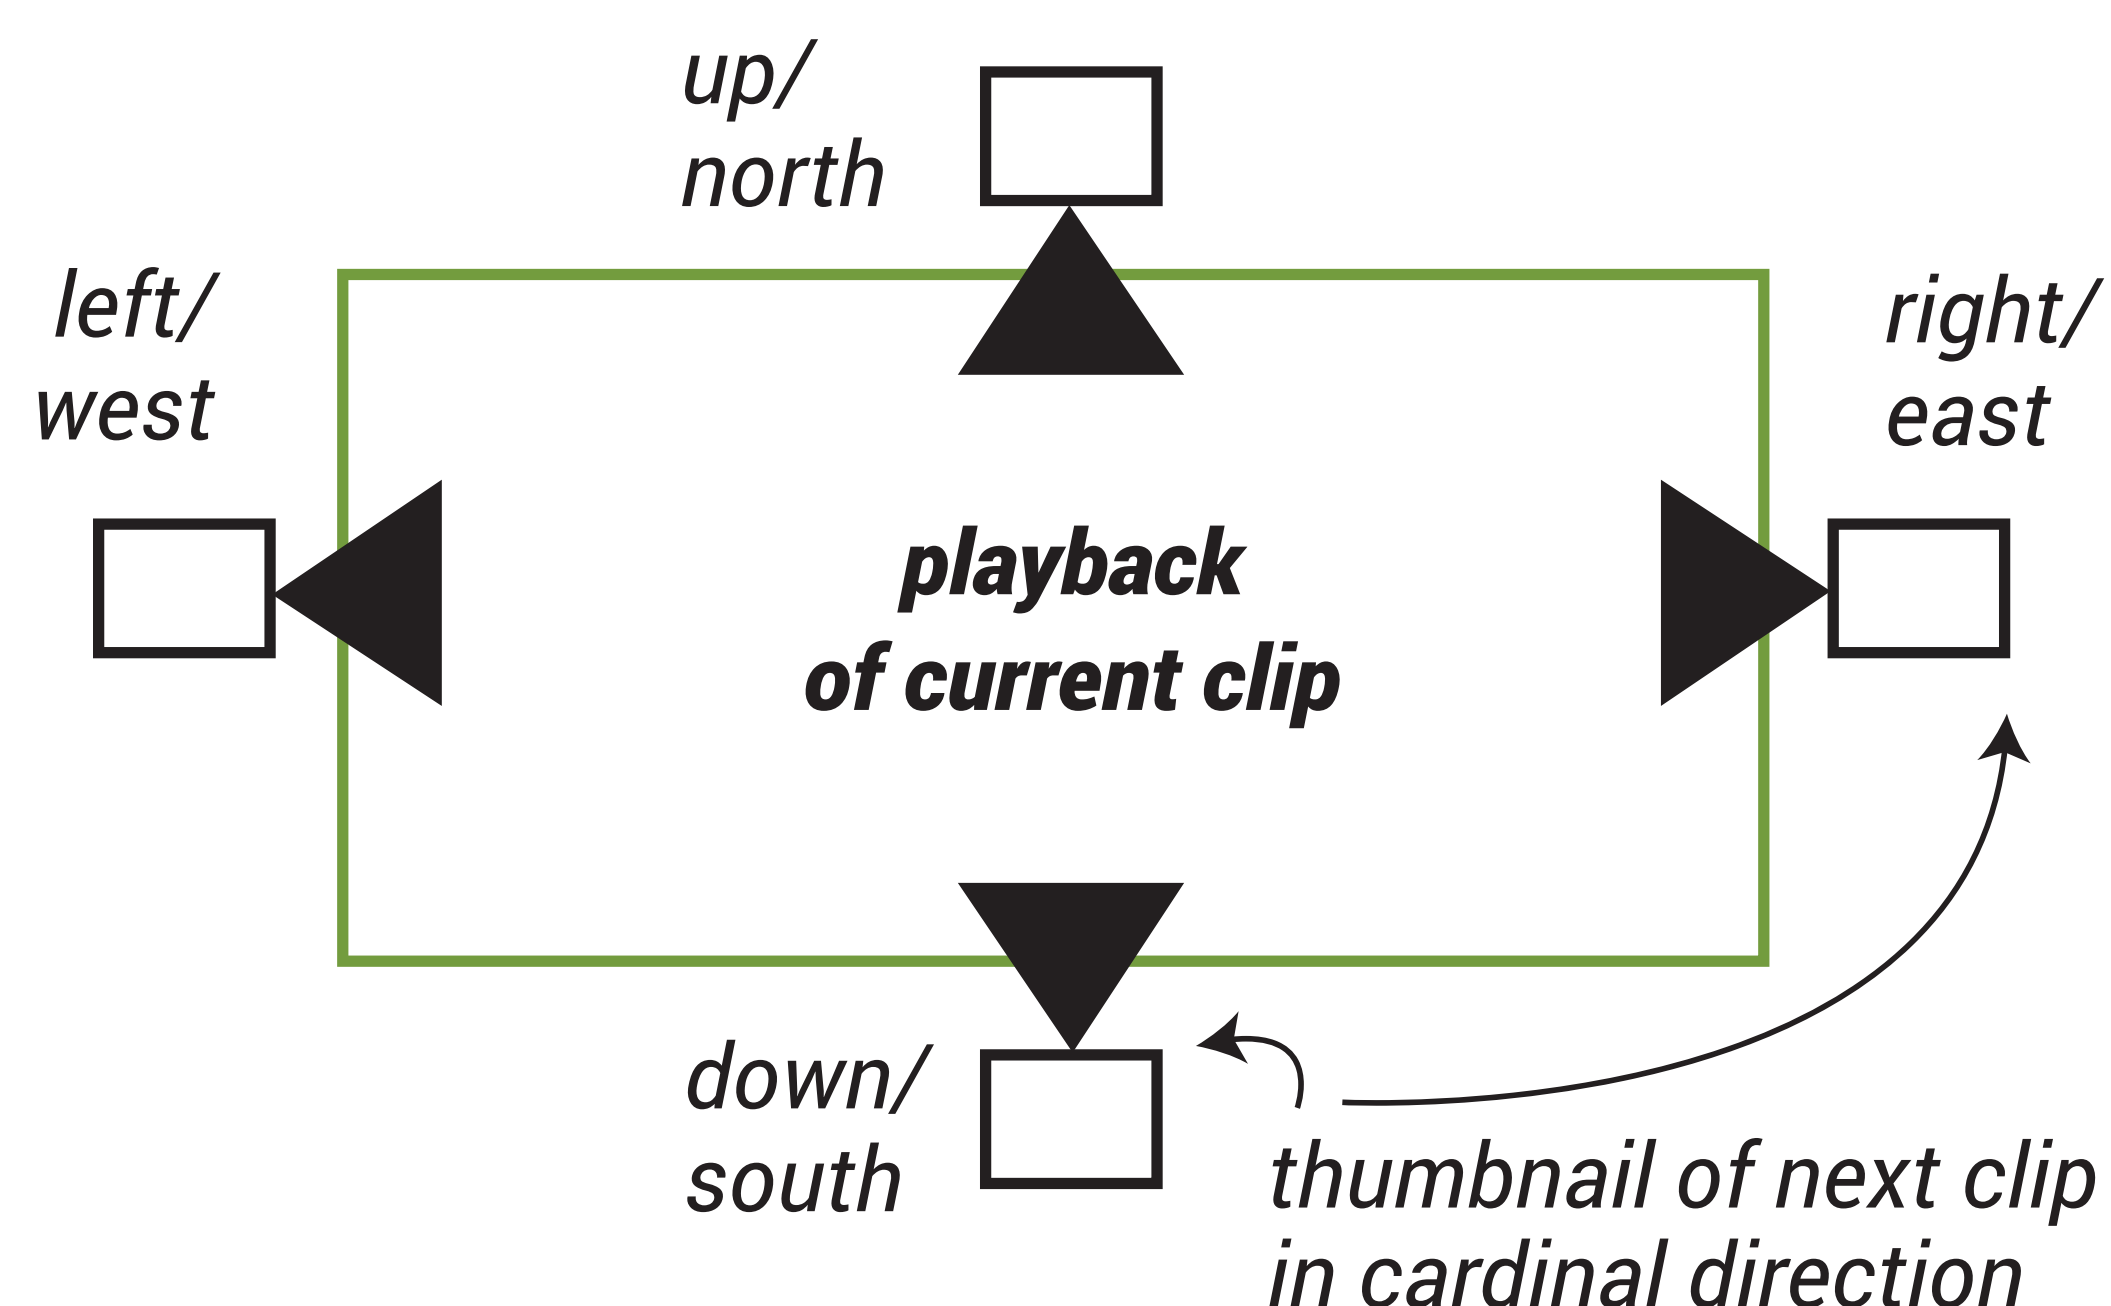 up/
north
left/
west
right/
east
playback
of current clip
down/
south
thumbnail of next clip
in cardinal direction